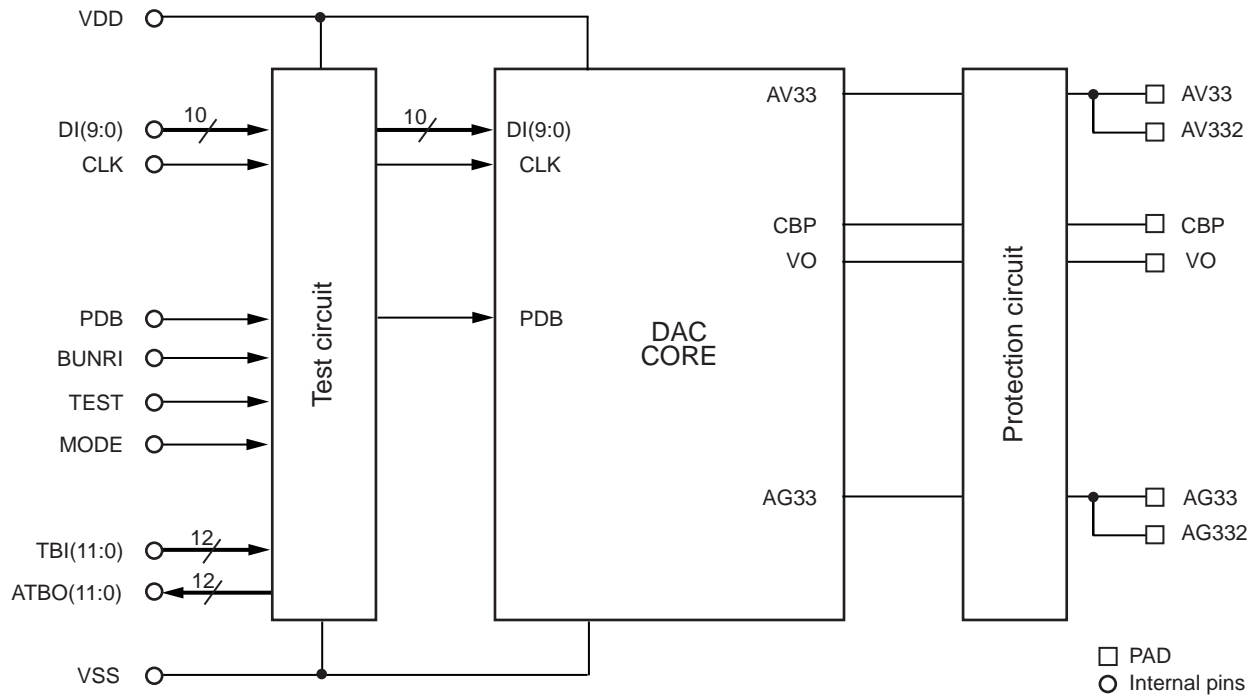 VDD
DI(9:0)
10
CLK
PDB
BUNRI
TEST
MODE
TBI(11:0)
12
ATBO(11:0)
12
VSS
Test circuit
10
DI(9:0)
CLK
PDB
DAC
CORE
AV33
CBP
VO
AG33
Protection circuit
AV33
AV332
CBP
VO
AG33
AG332
PAD
Internal pins